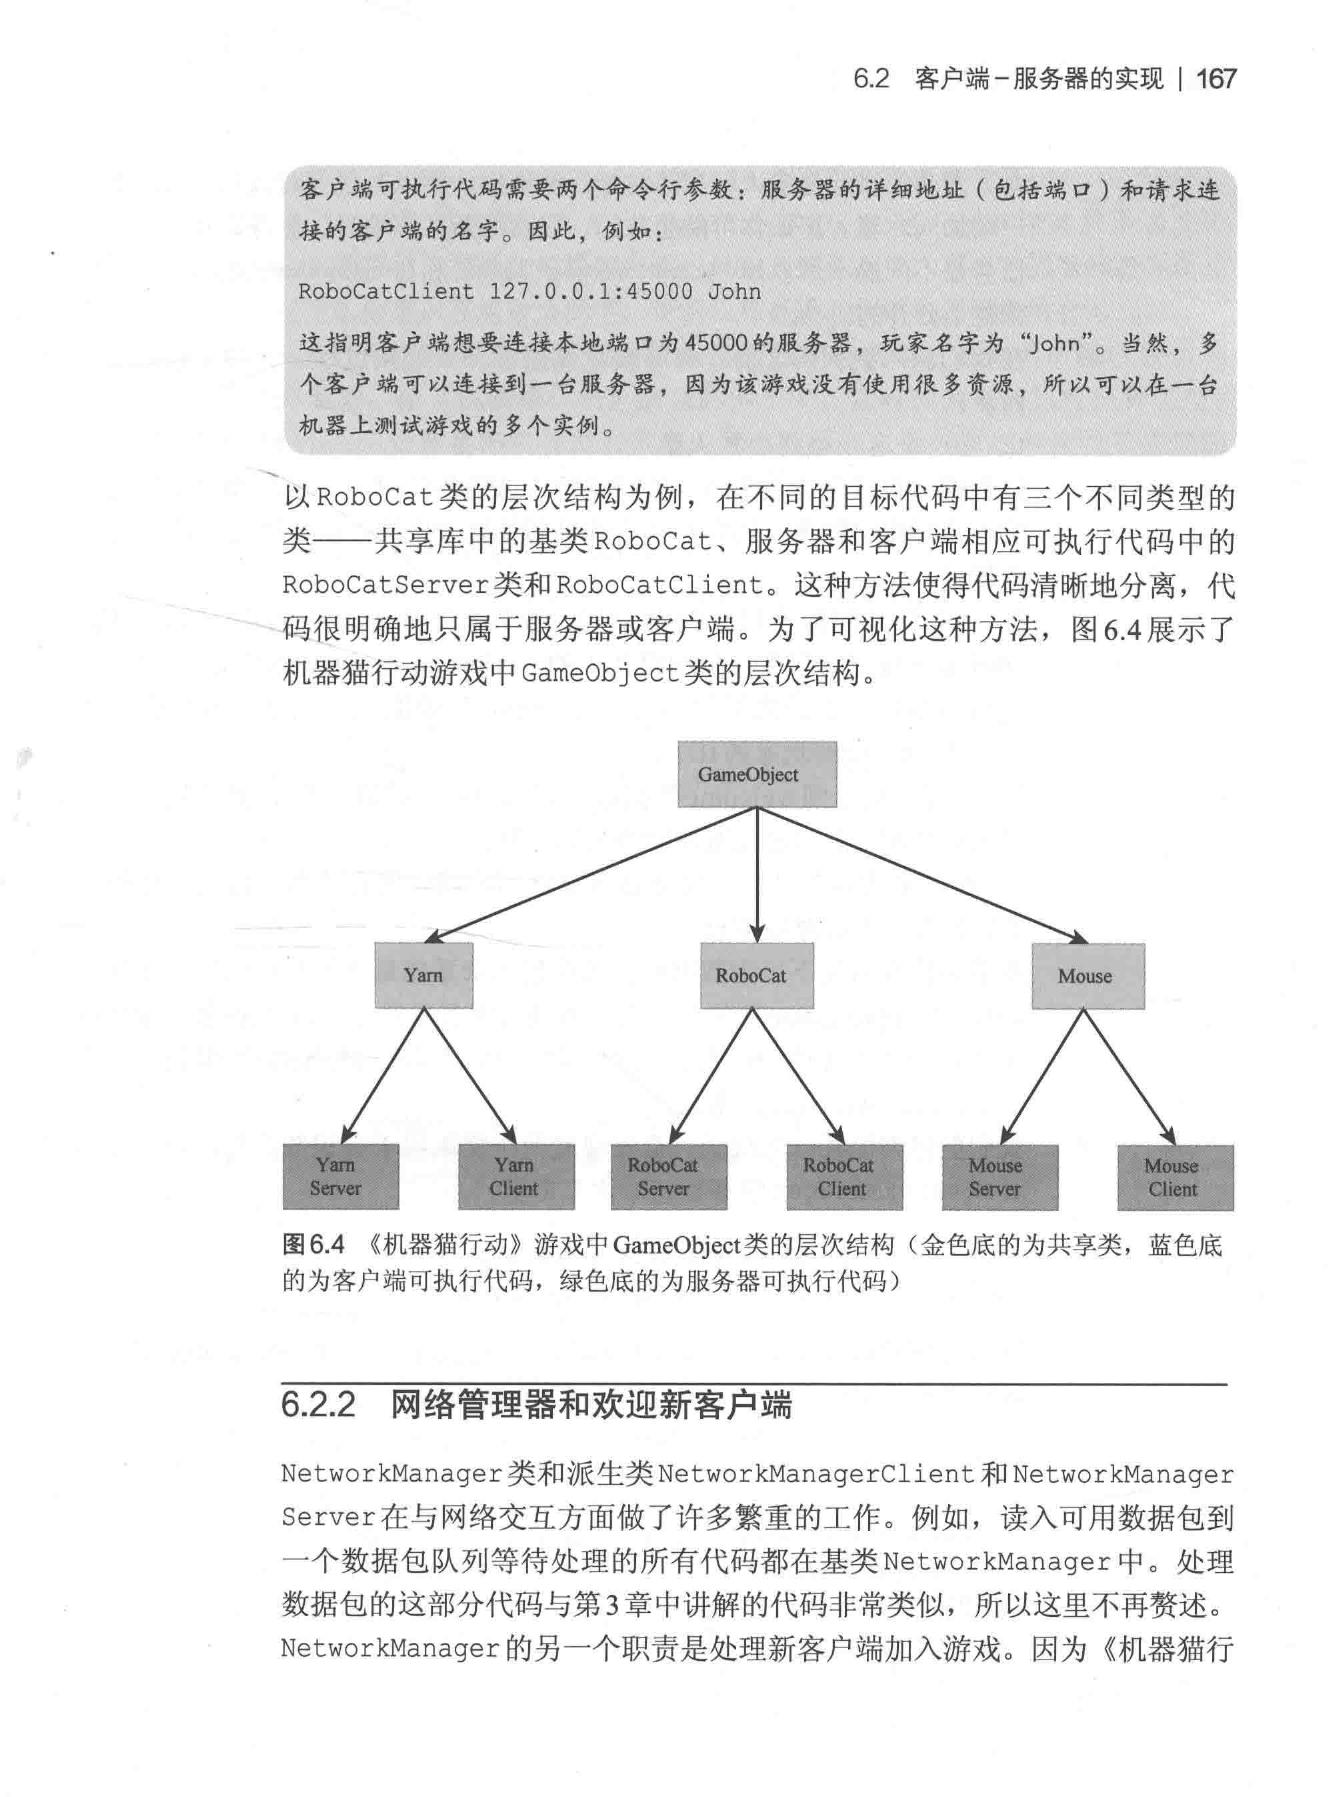 6.2 客户端–服务器的实现 | 167
客户端可执行代码需要两个命令行参数：服务器的详细地址（包括端口）和请求连
接的客户端的名字。因此，例如：
RoboCatClient 127.0.0.1:45000 John
这指明客户端想要连接本地端口为45000的服务器，玩家名字为“John”。当然，多
个客户端可以连接到一台服务器，因为该游戏没有使用很多资源，所以可以在一台
机器上测试游戏的多个实例。
以RoboCat类的层次结构为例，在不同的目标代码中有三个不同类型的
类——共享库中的基类RoboCat、服务器和客户端相应可执行代码中的
RoboCatServer类和RoboCatClient。这种方法使得代码清晰地分离，代
码很明确地只属于服务器或客户端。为了可视化这种方法，图6.4展示了
机器猫行动游戏中GameObject类的层次结构。
GameObject
Yarn RoboCat Mouse
Yarn Server
Yarn Client
RoboCat Server
RoboCat Client
Mouse Server
Mouse Client
图6.4 《机器猫行动》游戏中GameObject类的层次结构（金色底的为共享类，蓝色底
的为客户端可执行代码，绿色底的为服务器可执行代码）
6.2.2 网络管理器和欢迎新客户端
NetworkManager类和派生类NetworkManagerClient和NetworkManager
Server在与网络交互方面做了许多繁重的工作。例如，读入可用数据包到
一个数据包队列等待处理的所有代码都在基类NetworkManager中。处理
数据包的这部分代码与第3章中讲解的代码非常类似，所以这里不再赘述。
NetworkManager的另一个职责是处理新客户端加入游戏。因为《机器猫行